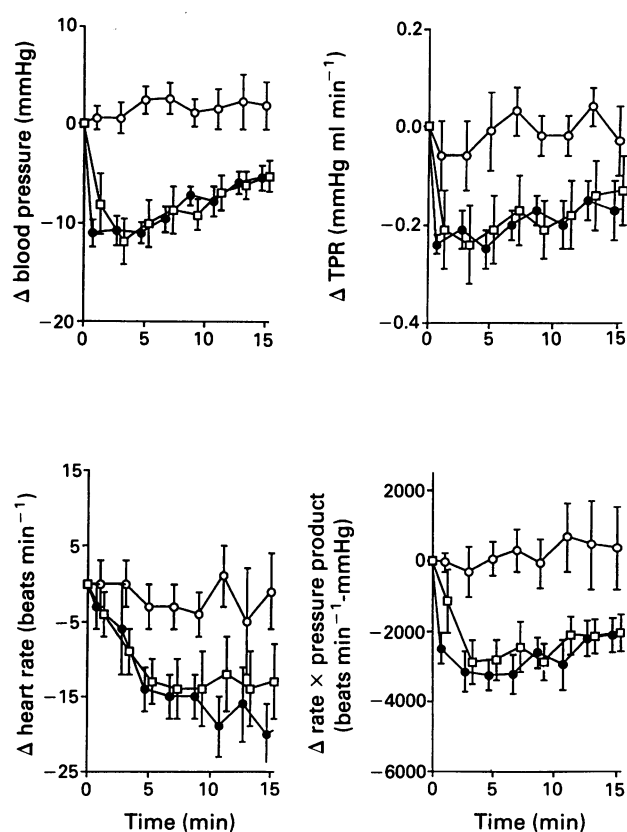 Δ blood pressure (mmHg)
10
0
−10
−20
0 5 10 15
Δ TPR (mmHg ml min⁻¹)
0.2
0.0
−0.2
−0.4
0 5 10 15
Δ heart rate (beats min⁻¹)
15
5
−5
−15
−25
0 5 10 15
Time (min)
Δ rate × pressure product
(beats min⁻¹-mmHg)
2000
0
−2000
−4000
−6000
0 5 10 15
Time (min)